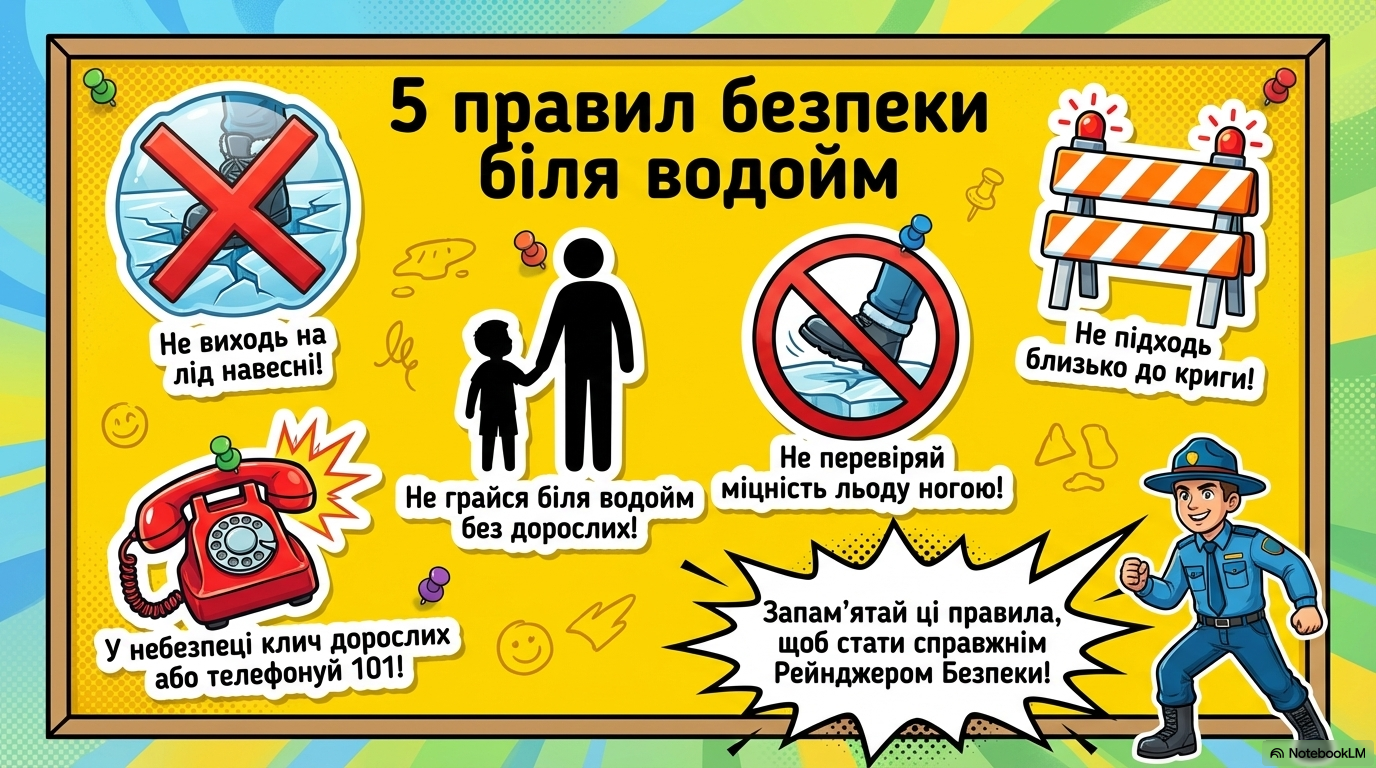 5 правил безпеки
біля водойм
Не виходь на
лід навесні!
Не грайся біля водойм
без дорослих!
Не перевіряй
міцність льоду ногою!
Не підходь
близько до криги!
У небезпеці клич дорослих
або телефонуй 101!
Запам’ятай ці правила,
щоб стати справжнім
Рейнджером Безпеки!
NotebookLM